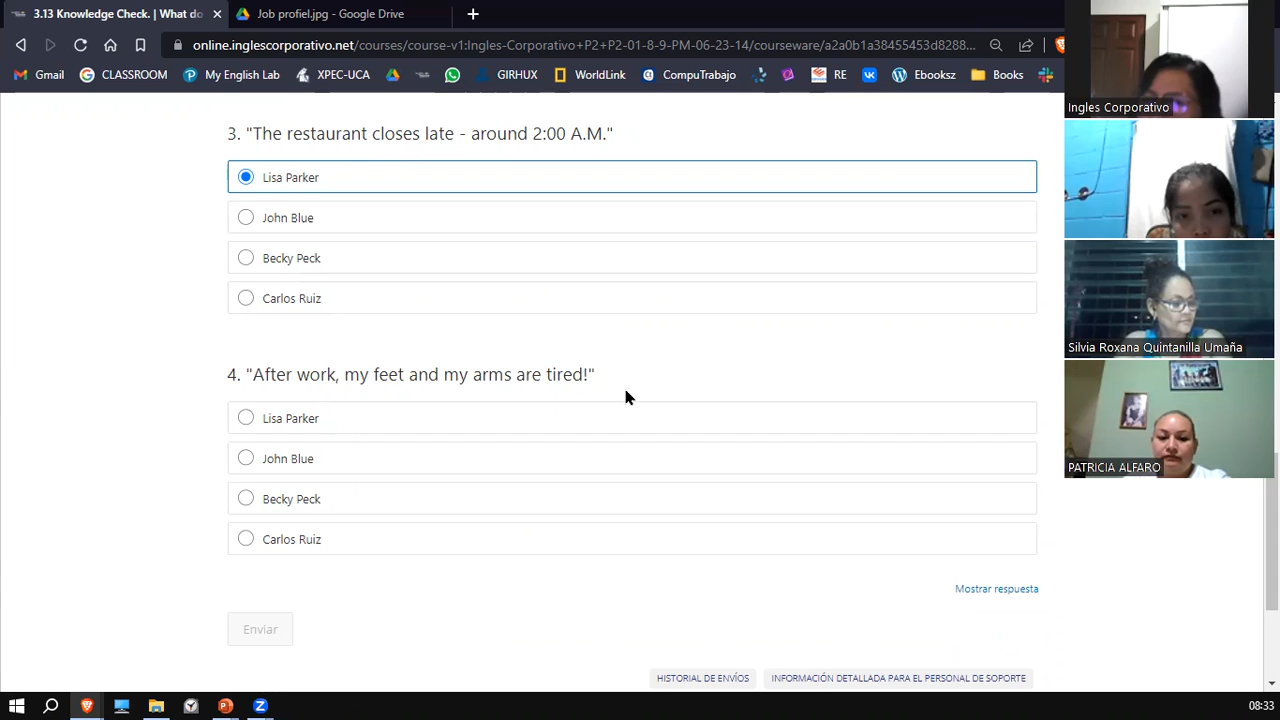 3.13 Knowledge Check. | What do
Job profiel.jpg - Google Drive
online.inglescorporativo.net/courses/course-v1:Ingles-Corporativo+P2+P2-01-8-9-PM-06-23-14/courseware/a2a0b1a38455453d8288...
Gmail
CLASSROOM
My English Lab
XPEC-UCA
GIRHUX
WorldLink
CompuTrabajo
RE
Ebooksz
Books
3. "The restaurant closes late - around 2:00 A.M."
Lisa Parker
John Blue
Becky Peck
Carlos Ruiz
4. "After work, my feet and my arms are tired!"
Lisa Parker
John Blue
Becky Peck
Carlos Ruiz
Mostrar respuesta
Enviar
HISTORIAL DE ENVÍOS
INFORMACIÓN DETALLADA PARA EL PERSONAL DE SOPORTE
Ingles Corporativo
Silvia Roxana Quintanilla Umaña
PATRICIA ALFARO
08:33